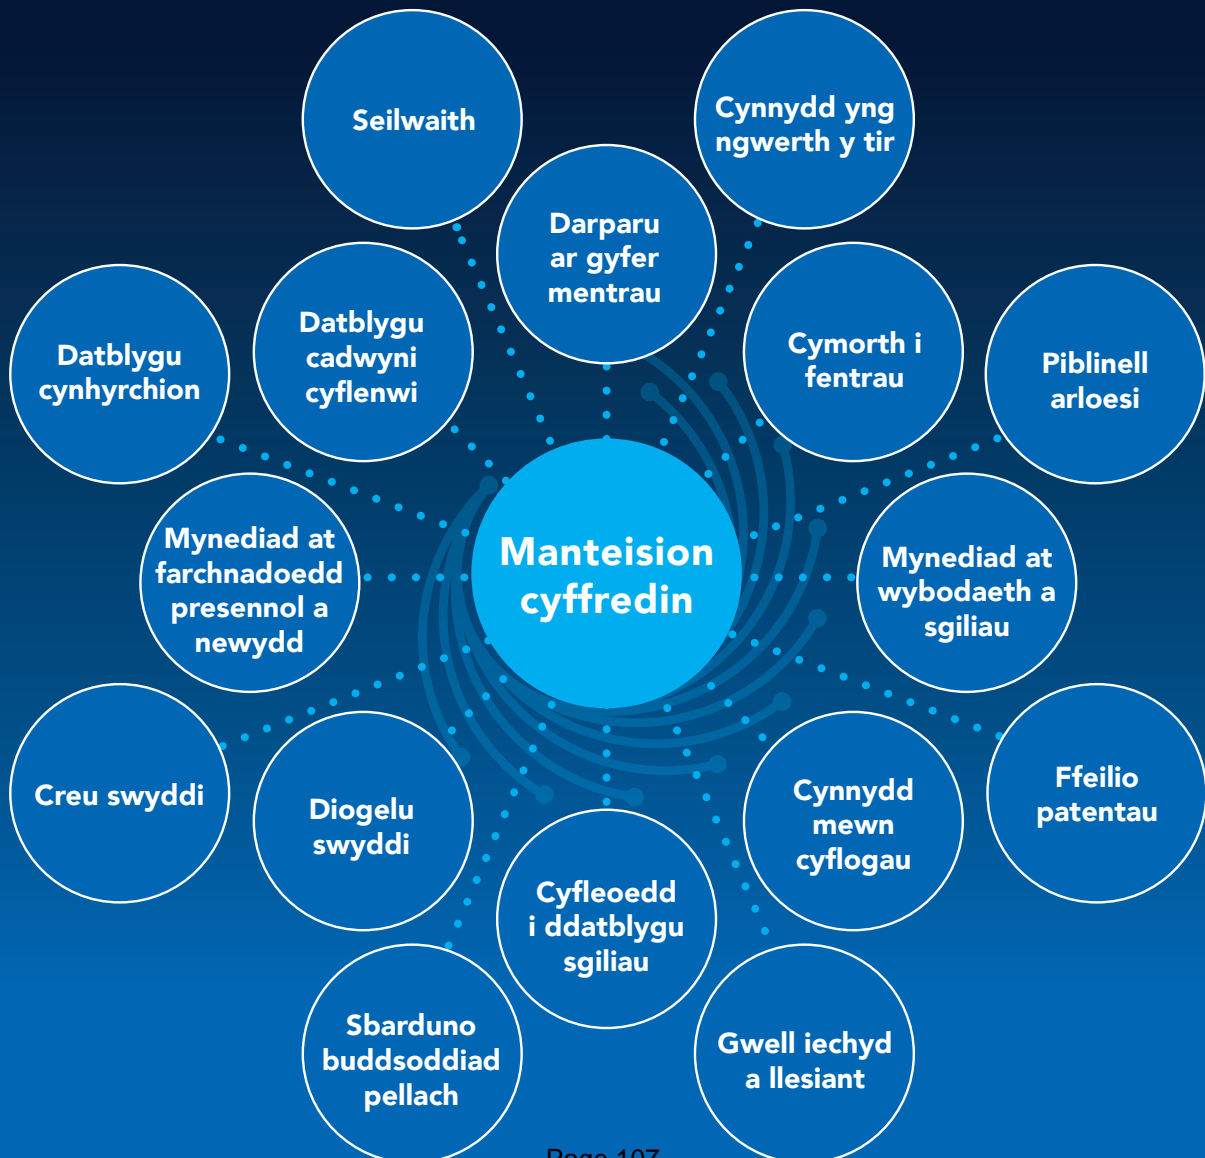 Seilwaith
Cynnydd yng
ngwerth y tir
Darparu
ar gyfer
mentrau
Datblygu
cynhyrchion
Datblygu
cadwyni
cyflenwi
Cymorth i
fentrau
Piblinell
arloesi
Mynediad at
farchnadoedd
presennol a
newydd
Manteision
cyffredin
Mynediad at
wybodaeth a
sgiliau
Creu swyddi
Diogelu
swyddi
Cynnydd
mewn
cyflogau
Ffeilio
patentau
Cyfleoedd
i ddatblygu
sgiliau
Sbarduno
buddsoddiad
pellach
Gwell iechyd
a llesiant
Page 107